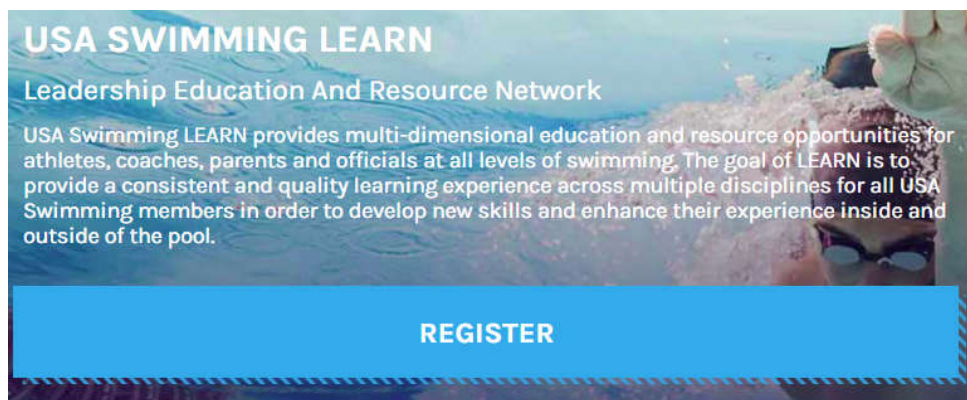 USA SWIMMING LEARN
Leadership Education And Resource Network
USA Swimming LEARN provides multi-dimensional education and resource opportunities for
athletes, coaches, parents and officials at all levels of swimming. The goal of LEARN is to
provide a consistent and quality learning experience across multiple disciplines for all USA
Swimming members in order to develop new skills and enhance their experience inside and
outside of the pool.
REGISTER